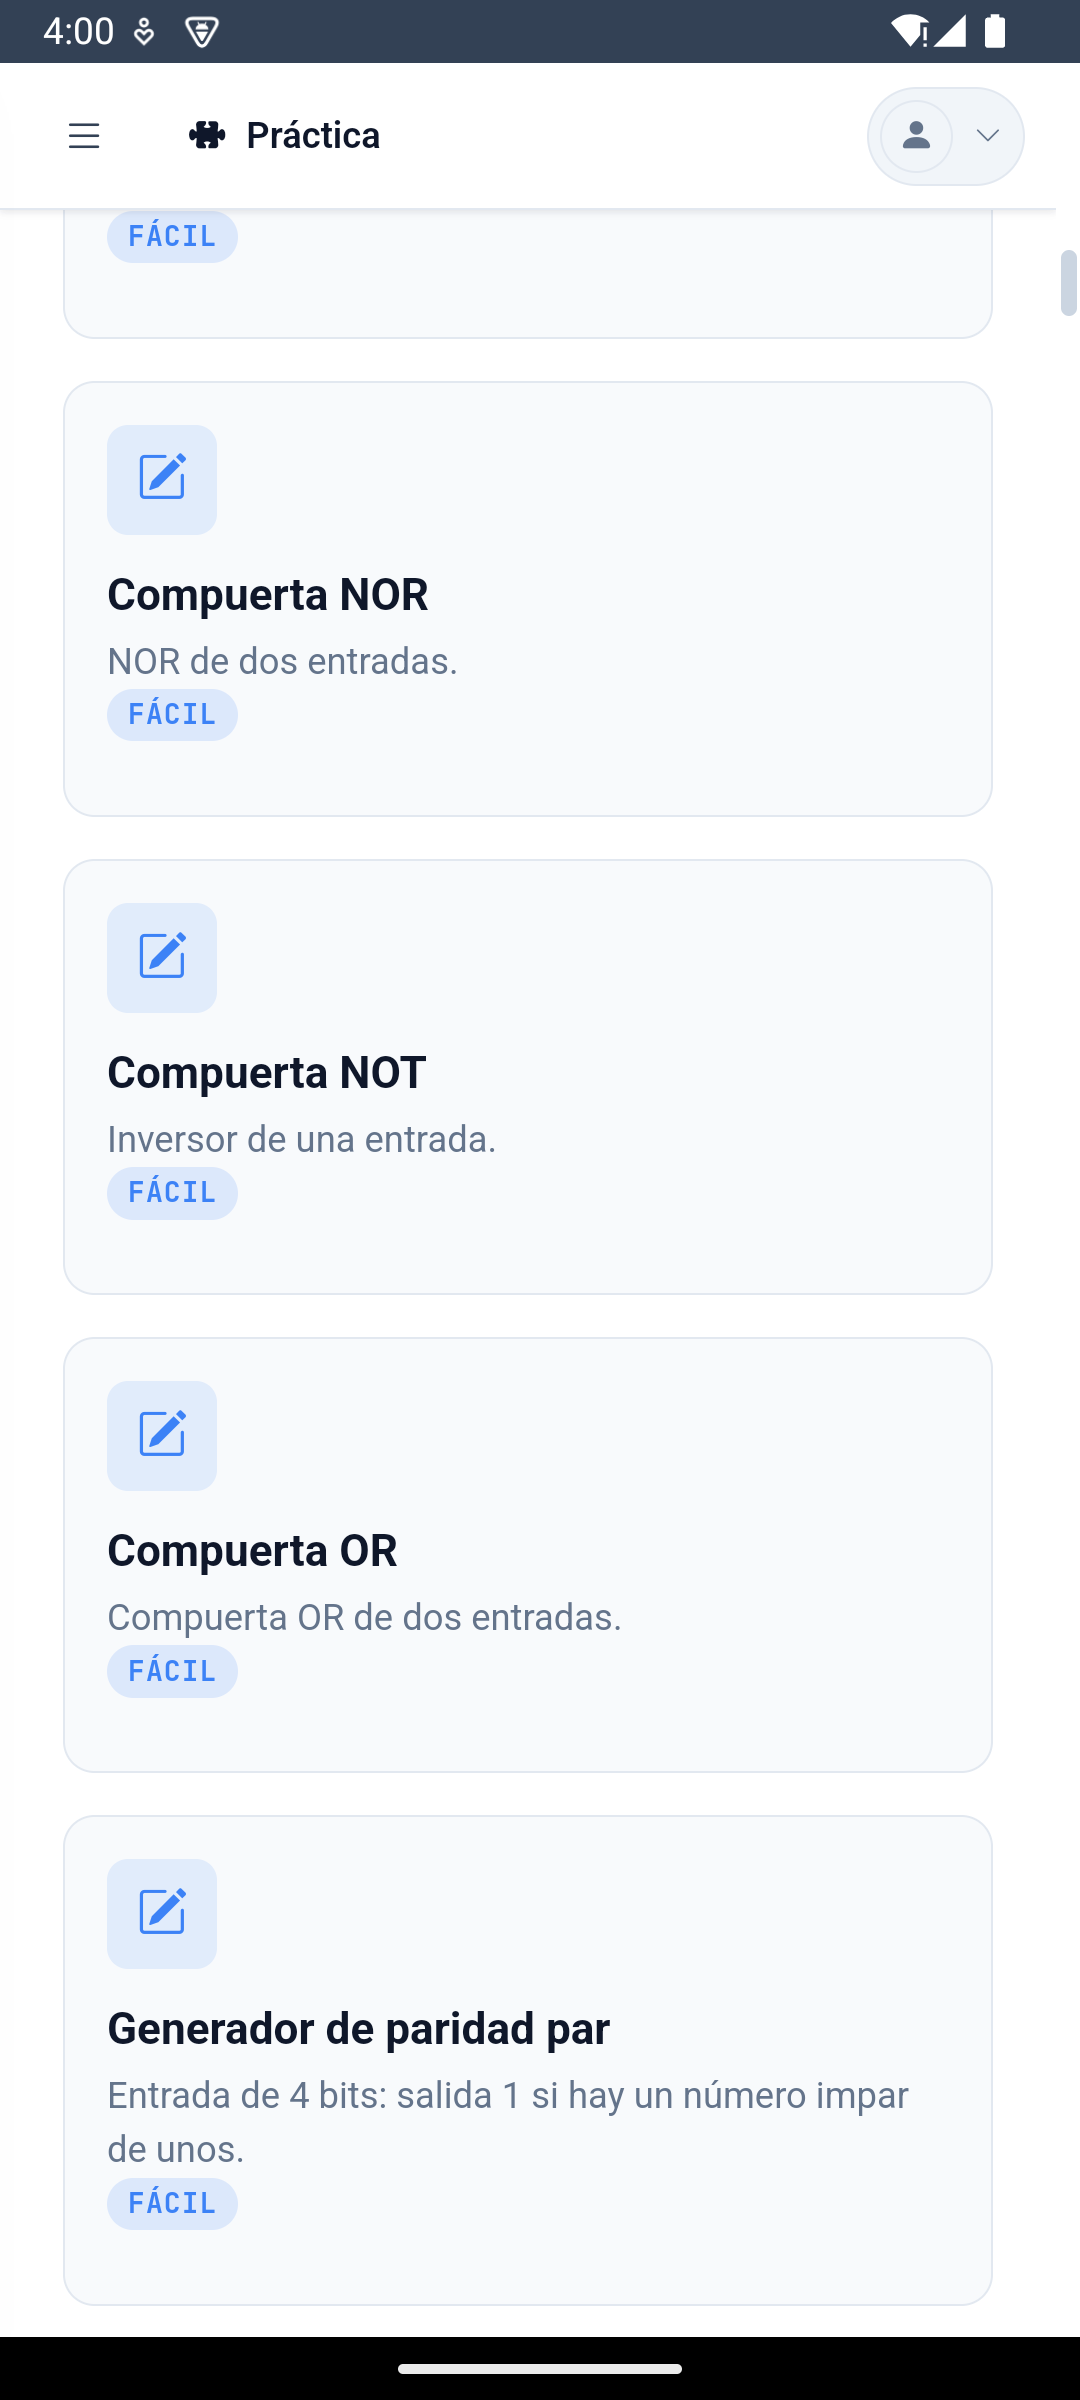 4:00
Práctica
FÁCIL
Compuerta NOR
NOR de dos entradas.
FÁCIL
Compuerta NOT
Inversor de una entrada.
FÁCIL
Compuerta OR
Compuerta OR de dos entradas.
FÁCIL
Generador de paridad par
Entrada de 4 bits: salida 1 si hay un número impar
de unos.
FÁCIL